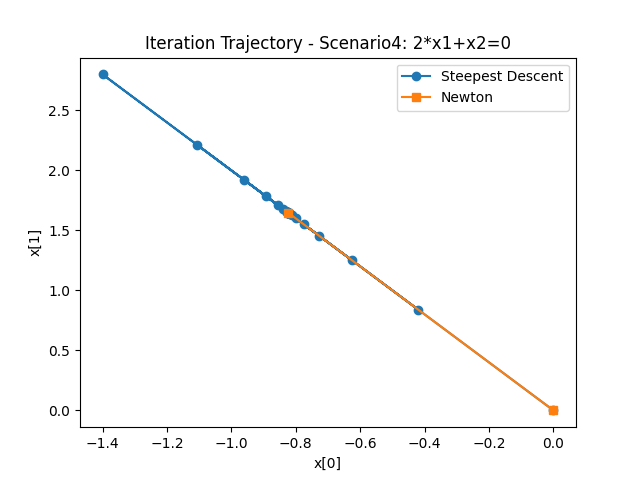 Iteration Trajectory - Scenario4: 2*x1+x2=0
Steepest Descent
Newton
x[1]
2.5
2.0
1.5
1.0
0.5
0.0
−1.4 −1.2 −1.0 −0.8 −0.6 −0.4 −0.2 0.0
x[0]